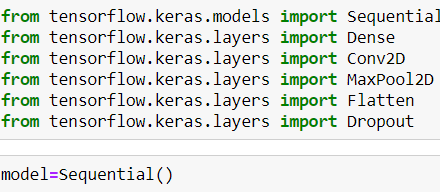 from tensorflow.keras.models import Sequential
from tensorflow.keras.layers import Dense
from tensorflow.keras.layers import Conv2D
from tensorflow.keras.layers import MaxPool2D
from tensorflow.keras.layers import Flatten
from tensorflow.keras.layers import Dropout
model=Sequential()